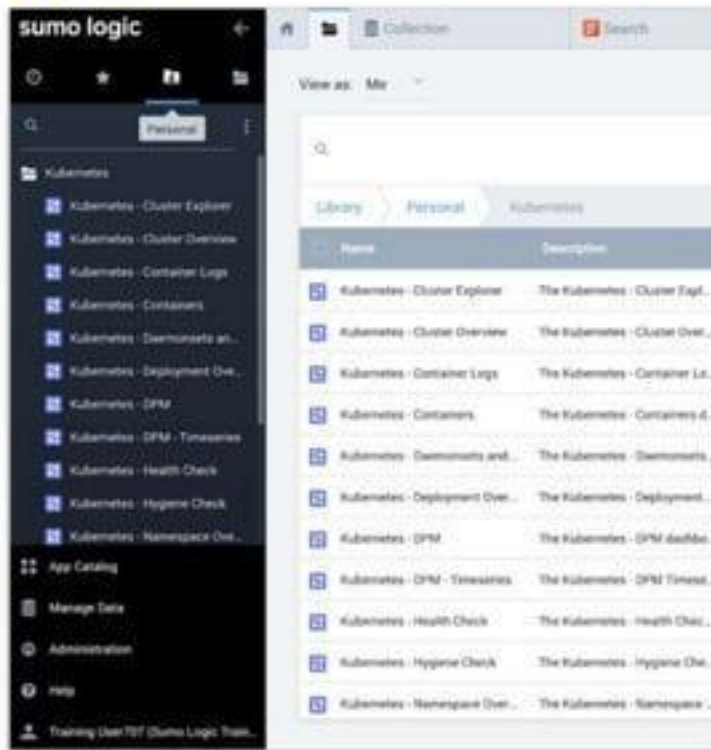 sumo logic
Personal
Kubernetes
Kubernetes - Cluster Explorer
Kubernetes - Cluster Overview
Kubernetes - Container Logs
Kubernetes - Containers
Kubernetes - Daemonsets an...
Kubernetes - Deployment Ove...
Kubernetes - DPM
Kubernetes - DPM - Timeseries
Kubernetes - Health Check
Kubernetes - Hygiene Check
Kubernetes - Namespace Ove...
App Catalog
Manage Data
Administration
Help
Training User707 (Sumo Logic Train...
Collection Search
View as: Me
Library Personal Kubernetes
Name Description
Kubernetes - Cluster Explorer The Kubernetes - Cluster Expl...
Kubernetes - Cluster Overview The Kubernetes - Cluster Over...
Kubernetes - Container Logs The Kubernetes - Container Lo...
Kubernetes - Containers The Kubernetes - Containers d...
Kubernetes - Daemonsets and... The Kubernetes - Daemonsets...
Kubernetes - Deployment Over... The Kubernetes - Deployment...
Kubernetes - DPM The Kubernetes - DPM dashbo...
Kubernetes - DPM - Timeseries The Kubernetes - DPM Timese...
Kubernetes - Health Check The Kubernetes - Health Chec...
Kubernetes - Hygiene Check The Kubernetes - Hygiene Che...
Kubernetes - Namespace Over... The Kubernetes - Namespace ...